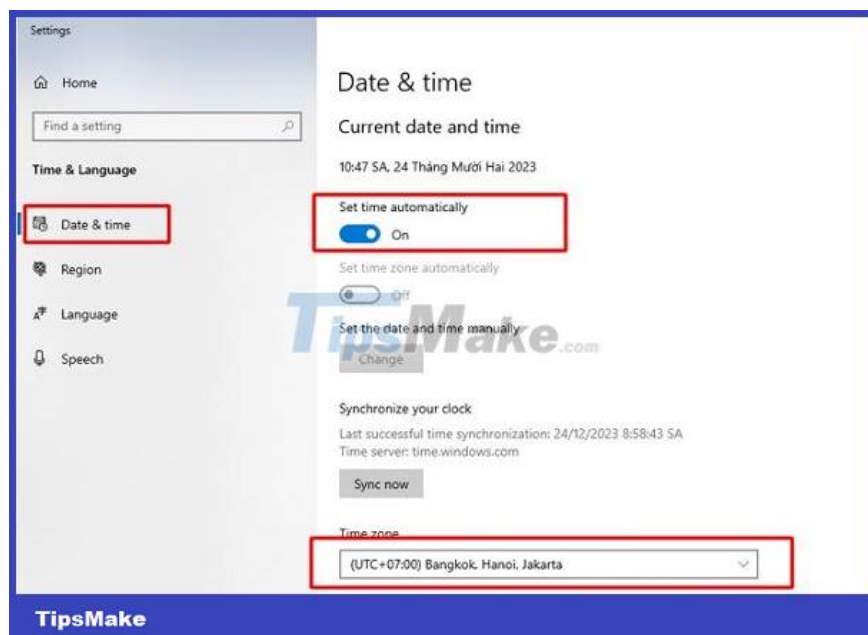 Settings
Home
Find a setting
Time & Language
Date & time
Region
Language
Speech
Date & time
Current date and time
10:47 SA, 24 Tháng Mười Hai 2023
Set time automatically
On
Set time zone automatically
Off
Set the date and time manually
Change
TipsMake.com
Synchronize your clock
Last successful time synchronization: 24/12/2023 8:58:43 SA
Time server: time.windows.com
Sync now
Time zone
(UTC+07:00) Bangkok, Hanoi, Jakarta
TipsMake